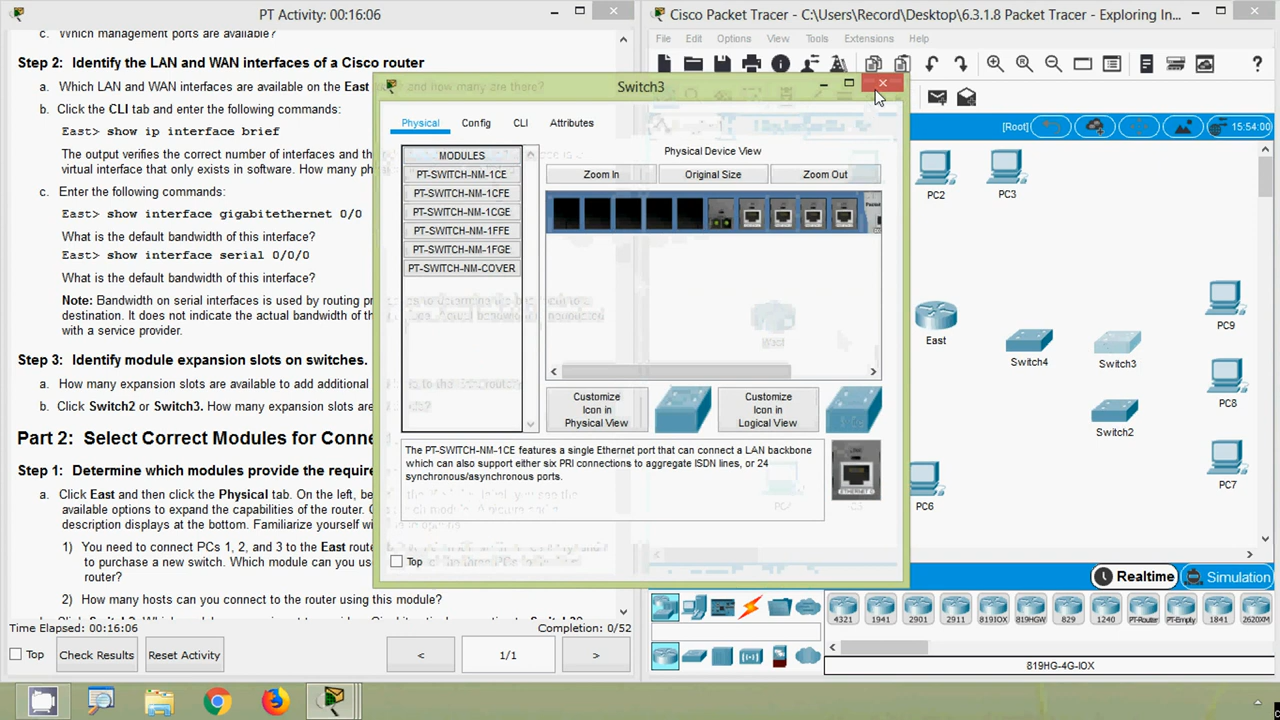 PT Activity: 00:16:06
c. Which management ports are available?
Step 2: Identify the LAN and WAN interfaces of a Cisco router
a. Which LAN and WAN interfaces are available on the East and how many are there?
b. Click the CLI tab and enter the following commands:
East> show ip interface brief
The output verifies the correct number of interfaces and
virtual interface that only exists in software. How many
c. Enter the following commands:
East> show interface gigabitethernet 0/0
What is the default bandwidth of this interface?
East> show interface serial 0/0/0
What is the default bandwidth of this interface?
Note: Bandwidth on serial interfaces is used by routing
destination. It does not indicate the actual bandwidth of
with a service provider.
Step 3: Identify module expansion slots on switches.
a. How many expansion slots are available to add additional
b. Click Switch2 or Switch3. How many expansion slots are
Part 2: Select Correct Modules for
Step 1: Determine which modules provide the
a. Click East and then click the Physical tab. On the left,
available options to expand the capabilities of the router.
description displays at the bottom. Familiarize yourself
1) You need to connect PCs 1, 2, and 3 to the East
to purchase a new switch. Which module can you
router?
2) How many hosts can you connect to the router using this module?
Time Elapsed: 00:16:06
Completion: 0/52
Top
Check Results
Reset Activity
<
1/1
>
Switch3
Physical
Config
CLI
Attributes
MODULES
PT-SWITCH-NM-1CE
PT-SWITCH-NM-1CFE
PT-SWITCH-NM-1CGE
PT-SWITCH-NM-1FFE
PT-SWITCH-NM-1FGE
PT-SWITCH-NM-COVER
Physical Device View
Zoom In
Original Size
Zoom Out
Customize
Icon in
Physical View
Customize
Icon in
Logical View
The PT-SWITCH-NM-1CE features a single Ethernet port that can connect a LAN backbone
which can also support either six PRI connections to aggregate ISDN lines, or 24
synchronous/asynchronous ports.
Top
Cisco Packet Tracer - C:\Users\Record\Desktop\6.3.1.8 Packet Tracer - Exploring In...
File
Edit
Options
View
Tools
Extensions
Help
?
[Root]
15:54:00
PC2
PC3
East
Switch4
Switch3
Switch2
PC9
PC8
PC7
PC6
Realtime
Simulation
4321
1941
2901
2911
819IOX
819HGW
829
1240
PT-Router
PT-Empty
1841
2620XM
819HG-4G-IOX